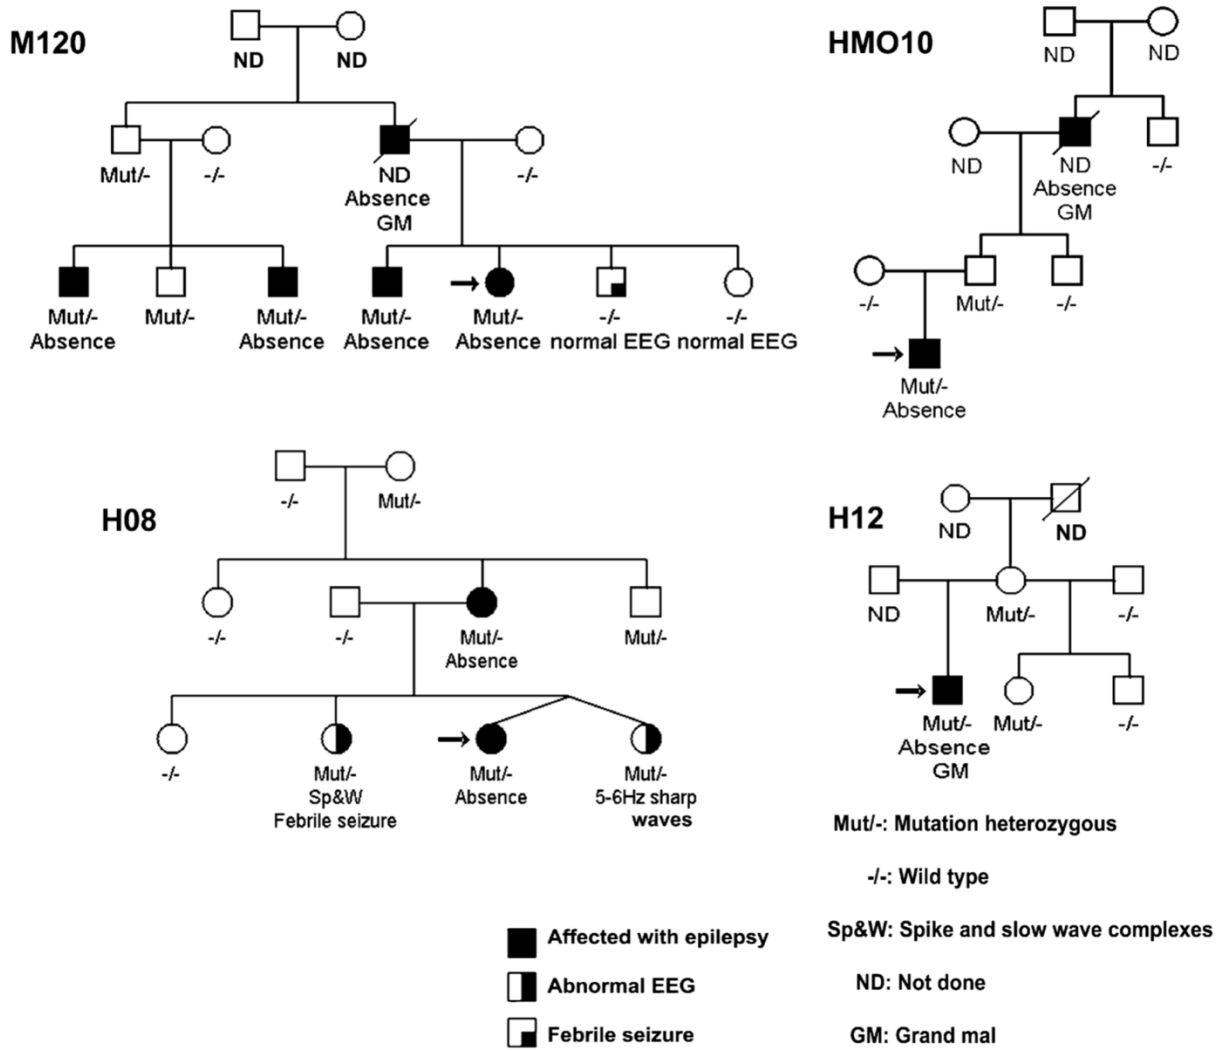 M120
ND ND
Mut/- -/- ND -/-
Absence
GM
Mut/- Mut/- Mut/- Mut/- Mut/- -/- -/-
Absence Absence Absence Absence normal EEG normal EEG
HMO10
ND ND
ND ND -/-
Absence
GM
-/- Mut/- -/-
Mut/-
Absence
H08
-/- Mut/-
-/- -/- Mut/- Mut/-
Absence
-/- Mut/- Mut/- Mut/-
Sp&W Absence 5-6Hz sharp
Febrile seizure waves
H12
ND ND
ND Mut/- -/-
Mut/- Mut/- -/-
Absence
GM
Affected with epilepsy
Abnormal EEG
Febrile seizure
Mut/-: Mutation heterozygous
-/-: Wild type
Sp&W: Spike and slow wave complexes
ND: Not done
GM: Grand mal